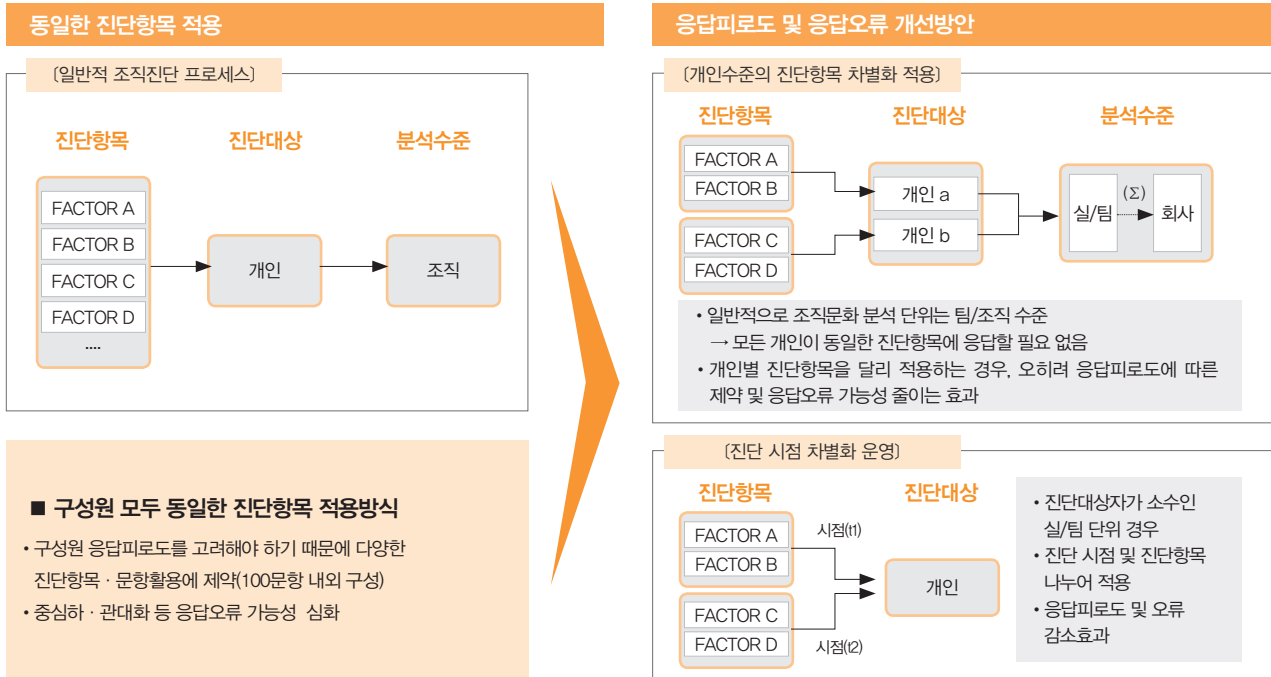 동일한 진단항목 적용
〔일반적 조직진단 프로세스〕
진단항목
진단대상
분석수준
FACTOR A
FACTOR B
FACTOR C
FACTOR D
....
개인
조직
■ 구성원 모두 동일한 진단항목 적용방식
• 구성원 응답피로도를 고려해야 하기 때문에 다양한
진단항목 · 문항활용에 제약(100문항 내외 구성)
• 중심하 · 관대화 등 응답오류 가능성 심화
응답피로도 및 응답오류 개선방안
〔개인수준의 진단항목 차별화 적용〕
진단항목
진단대상
분석수준
FACTOR A
FACTOR B
FACTOR C
FACTOR D
개인 a
개인 b
실/팀
(Σ)
회사
• 일반적으로 조직문화 분석 단위는 팀/조직 수준
→ 모든 개인이 동일한 진단항목에 응답할 필요 없음
• 개인별 진단항목을 달리 적용하는 경우, 오히려 응답피로도에 따른
제약 및 응답오류 가능성 줄이는 효과
〔진단 시점 차별화 운영〕
진단항목
진단대상
FACTOR A
FACTOR B
FACTOR C
FACTOR D
시점(t1)
시점(t2)
개인
• 진단대상자가 소수인
실/팀 단위 경우
• 진단 시점 및 진단항목
나누어 적용
• 응답피로도 및 오류
감소효과